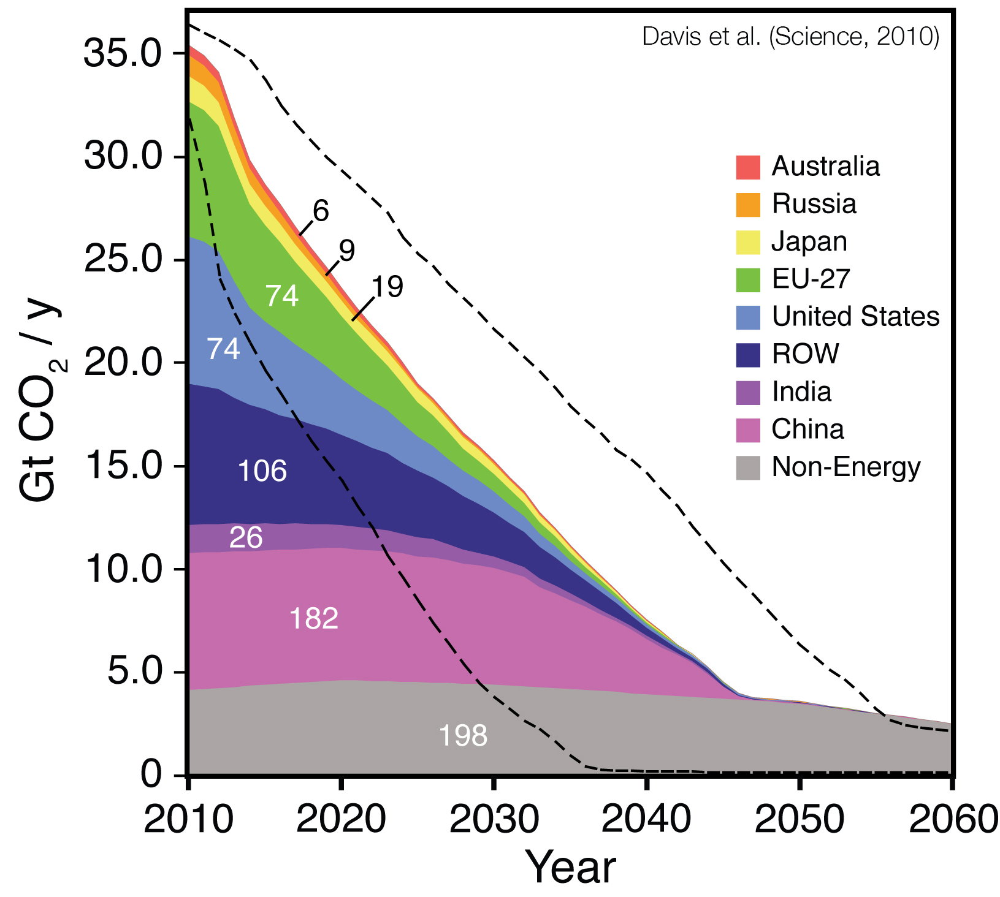 Davis et al. (Science, 2010)
35.0
30.0
25.0
20.0
15.0
10.0
5.0
0
Gt CO₂ / y
6
9
19
74
74
106
26
182
198
Australia
Russia
Japan
EU-27
United States
ROW
India
China
Non-Energy
2010 2020 2030 2040 2050 2060
Year